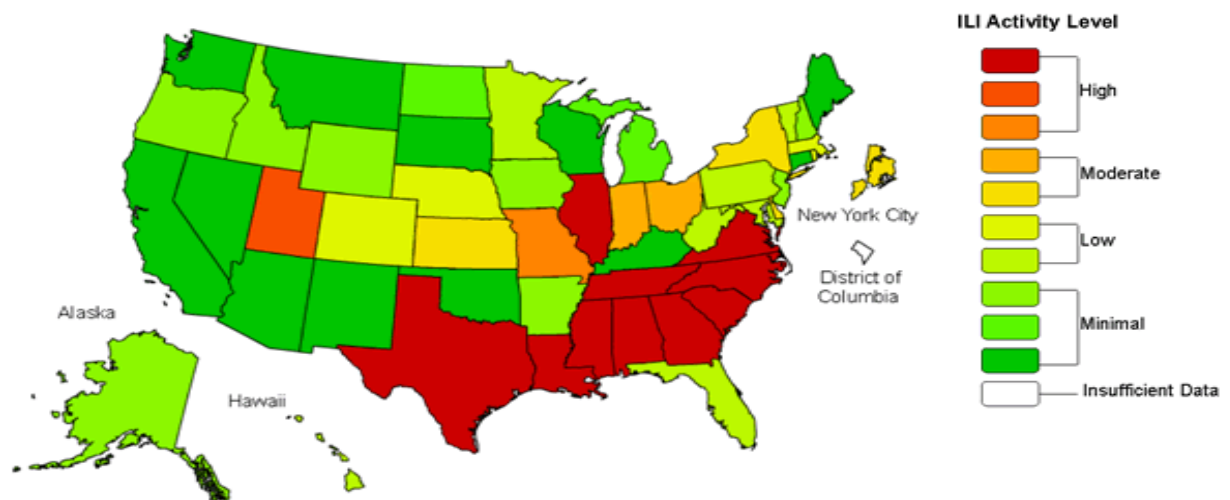 ILI Activity Level
High
Moderate
New York City
Low
District of
Columbia
Alaska
Minimal
Hawaii
Insufficient Data